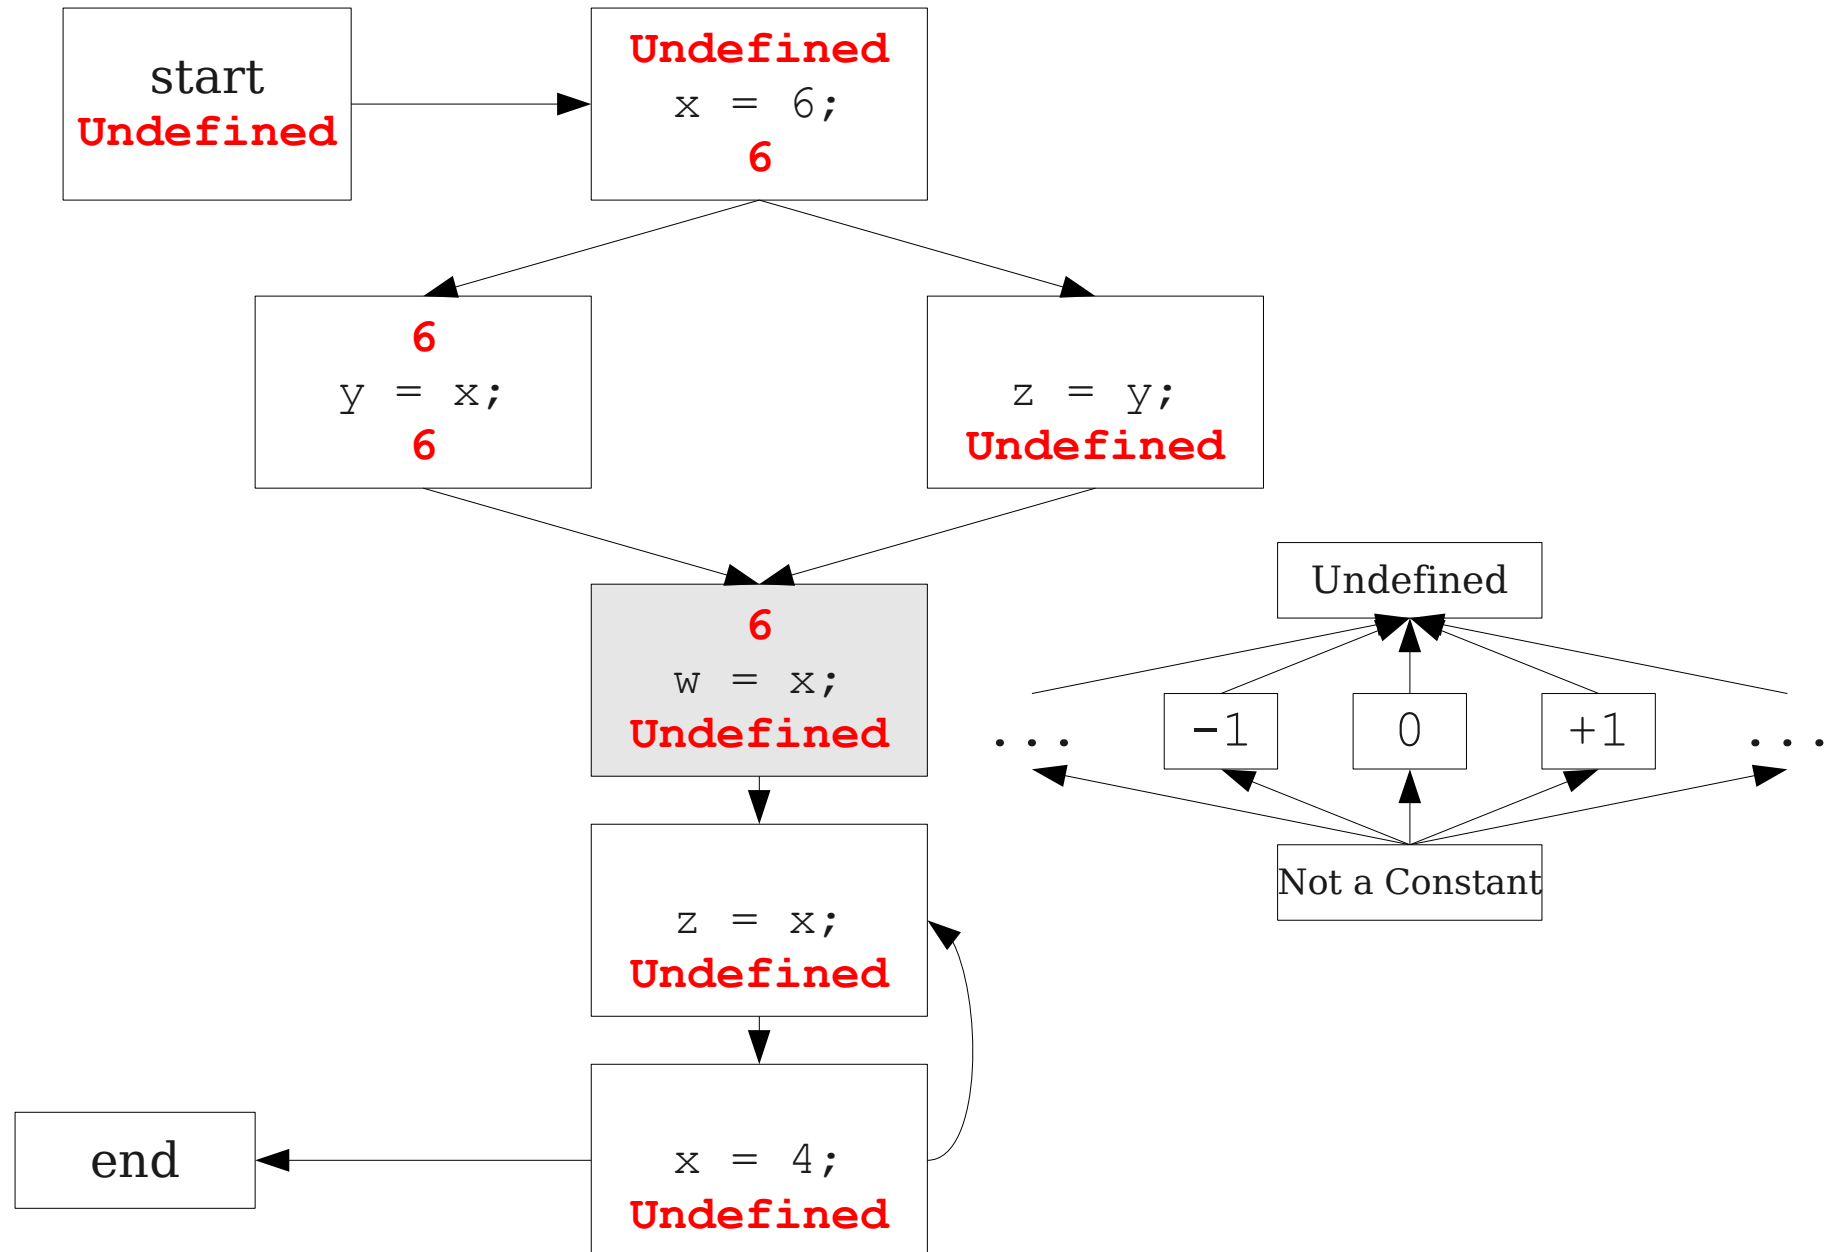 start
Undefined
Undefined
x = 6;
6
6
y = x;
6
z = y;
Undefined
6
w = x;
Undefined
z = x;
Undefined
x = 4;
Undefined
end
Undefined
... -1 0 +1 ...
Not a Constant